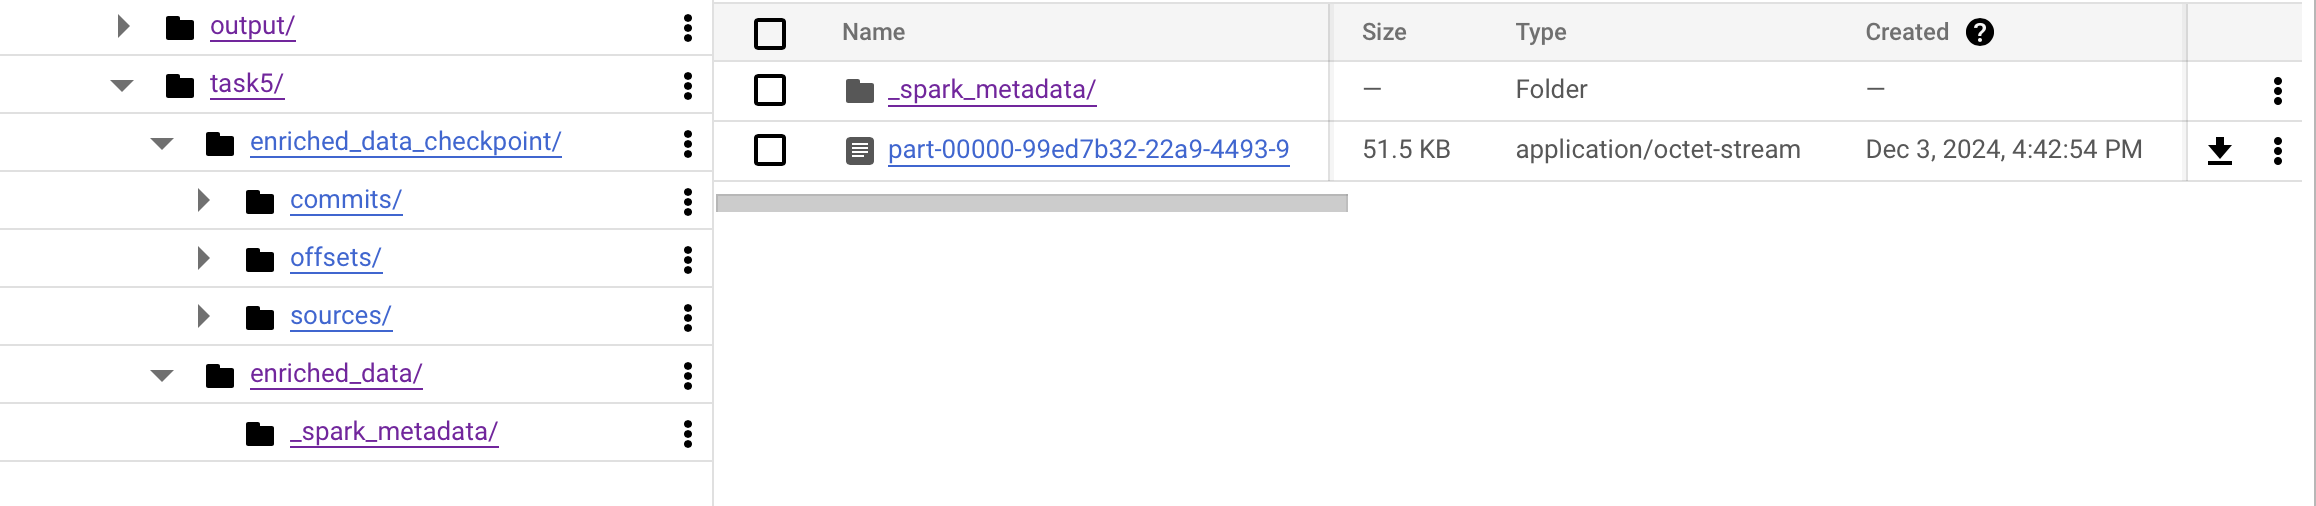 output/
task5/
enriched_data_checkpoint/
commits/
offsets/
sources/
enriched_data/
_spark_metadata/
Name Size Type Created ?
_spark_metadata/ — Folder —
part-00000-99ed7b32-22a9-4493-9 51.5 KB application/octet-stream Dec 3, 2024, 4:42:54 PM